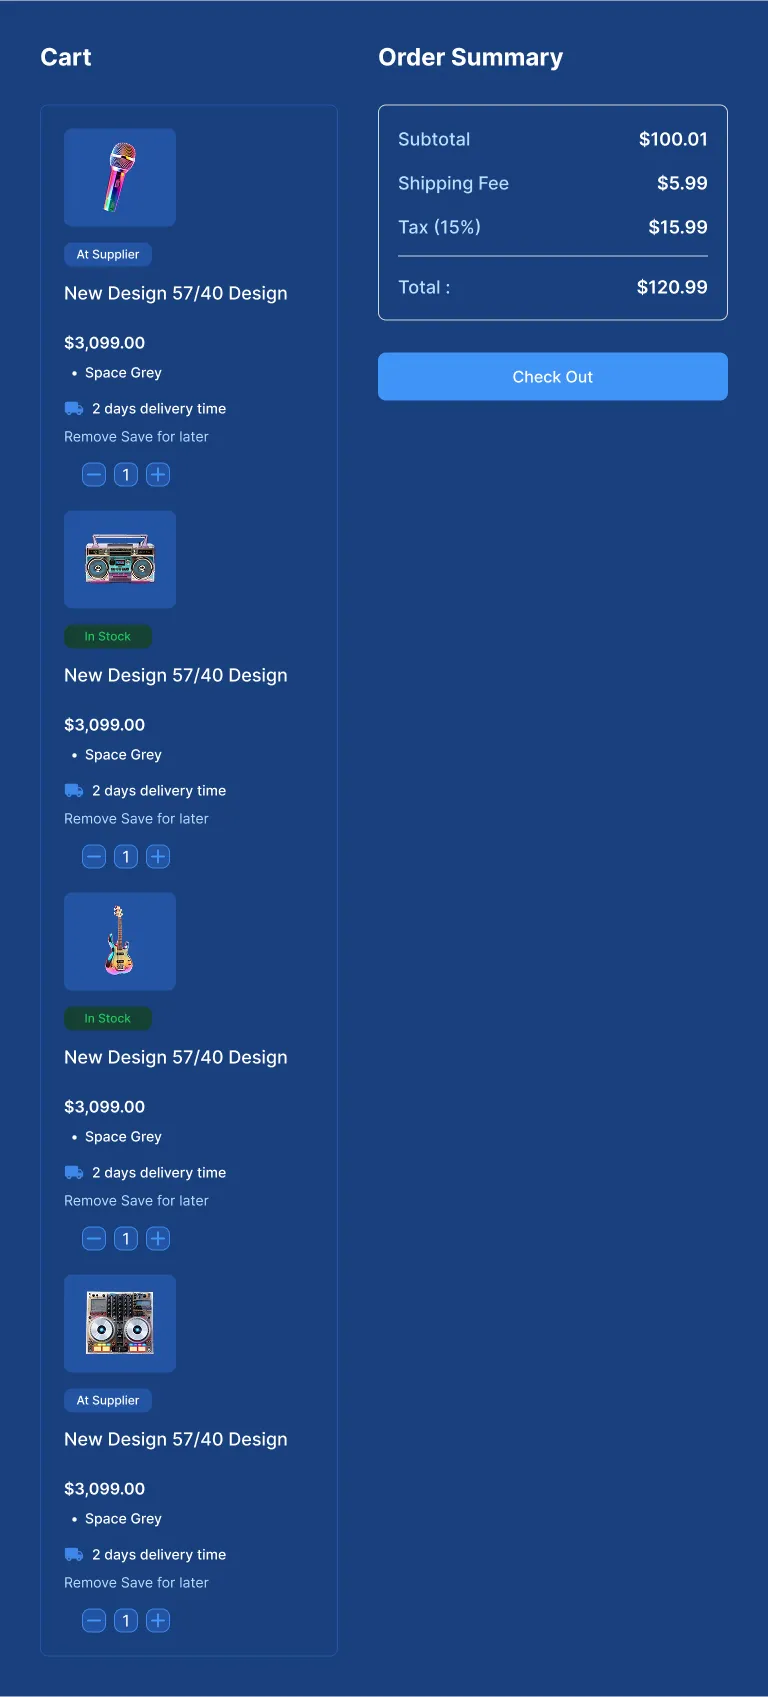 Cart
At Supplier
New Design 57/40 Design
$3,099.00
• Space Grey
2 days delivery time
Remove Save for later
1
In Stock
New Design 57/40 Design
$3,099.00
• Space Grey
2 days delivery time
Remove Save for later
1
In Stock
New Design 57/40 Design
$3,099.00
• Space Grey
2 days delivery time
Remove Save for later
1
At Supplier
New Design 57/40 Design
$3,099.00
• Space Grey
2 days delivery time
Remove Save for later
1
Order Summary
Subtotal $100.01
Shipping Fee $5.99
Tax (15%) $15.99
Total : $120.99
Check Out